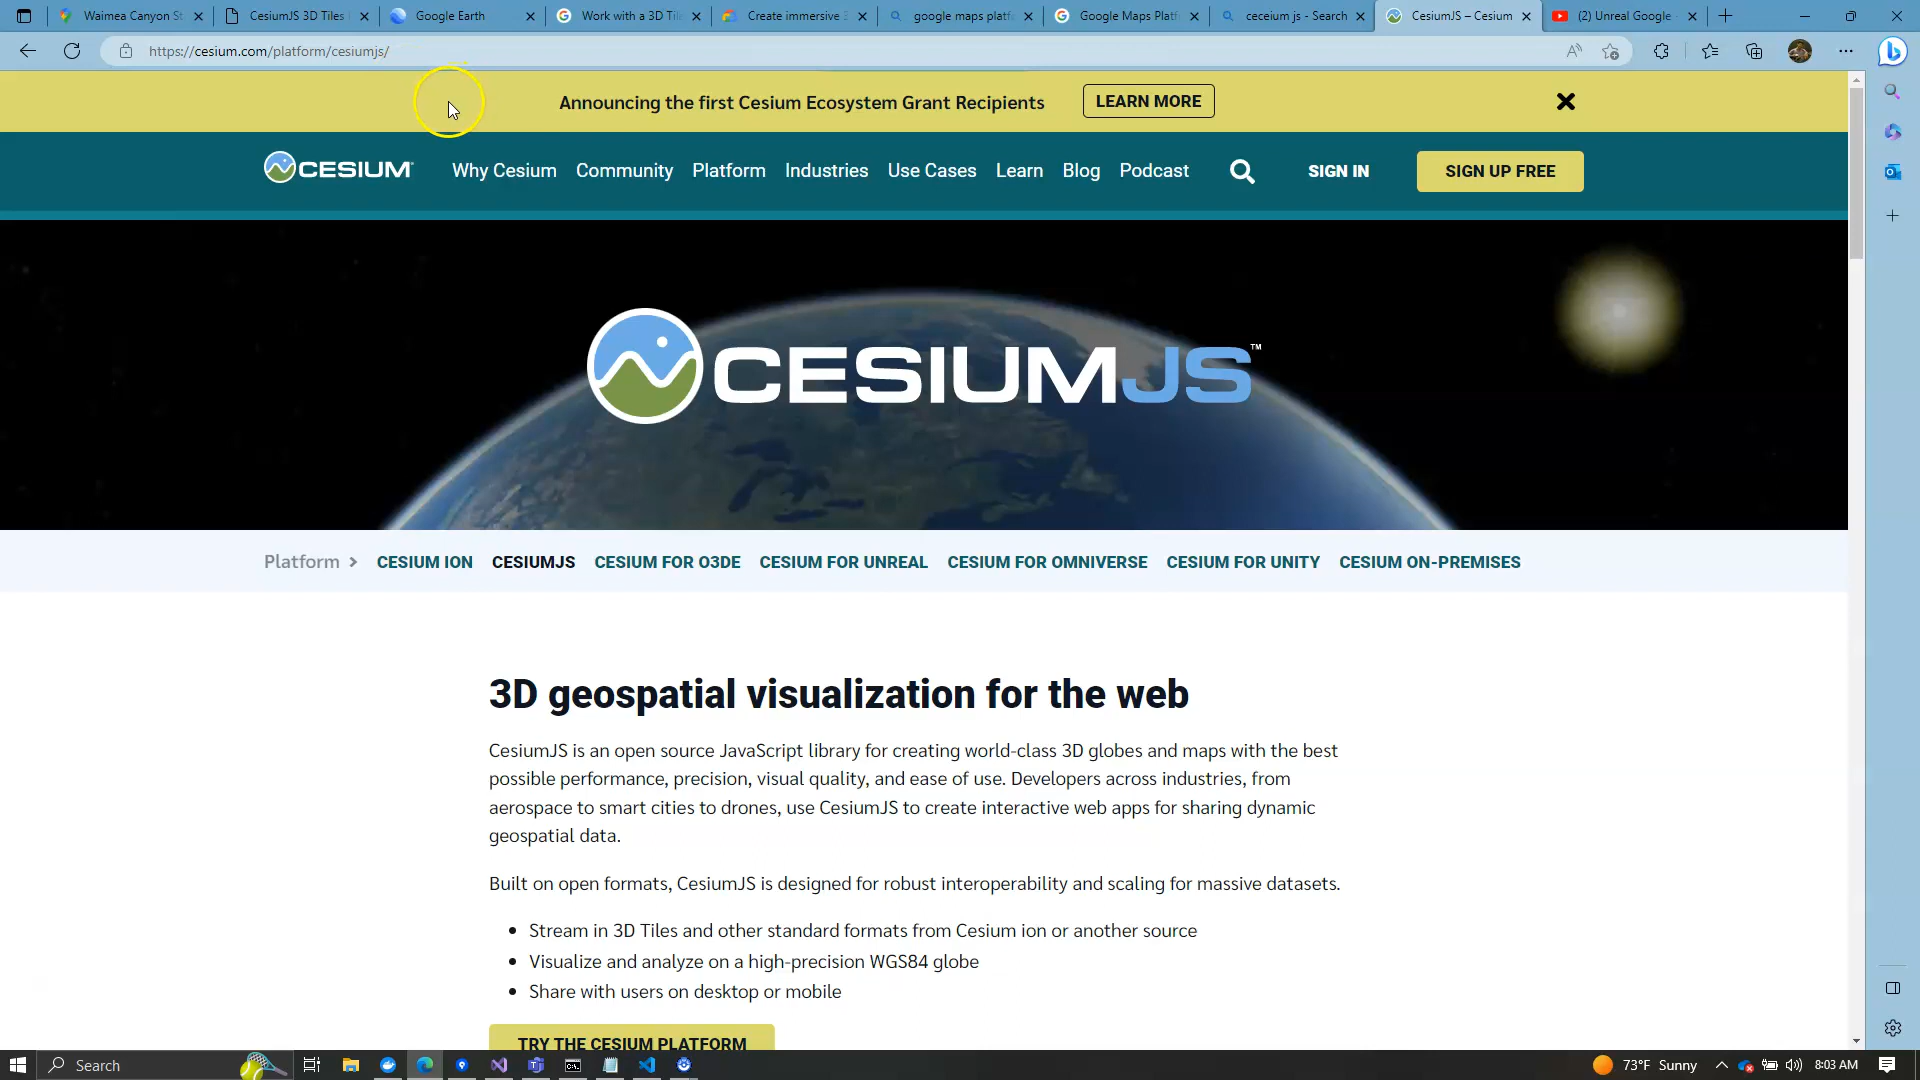 Waimea Canyon St
CesiumJS 3D Tiles
Google Earth
Work with a 3D Tile
Create immersive 3
google maps platf
Google Maps Platf
ceceium js - Search
CesiumJS – Cesium
(2) Unreal Google
https://cesium.com/platform/cesiumjs/
Announcing the first Cesium Ecosystem Grant Recipients
LEARN MORE
CESIUM
Why Cesium
Community
Platform
Industries
Use Cases
Learn
Blog
Podcast
SIGN IN
SIGN UP FREE
CESIUMJS™
Platform >
CESIUM ION
CESIUMJS
CESIUM FOR O3DE
CESIUM FOR UNREAL
CESIUM FOR OMNIVERSE
CESIUM FOR UNITY
CESIUM ON-PREMISES
3D geospatial visualization for the web
CesiumJS is an open source JavaScript library for creating world-class 3D globes and maps with the best
possible performance, precision, visual quality, and ease of use. Developers across industries, from
aerospace to smart cities to drones, use CesiumJS to create interactive web apps for sharing dynamic
geospatial data.
Built on open formats, CesiumJS is designed for robust interoperability and scaling for massive datasets.
• Stream in 3D Tiles and other standard formats from Cesium ion or another source
• Visualize and analyze on a high-precision WGS84 globe
• Share with users on desktop or mobile
TRY THE CESIUM PLATFORM
Search
73°F Sunny
8:03 AM